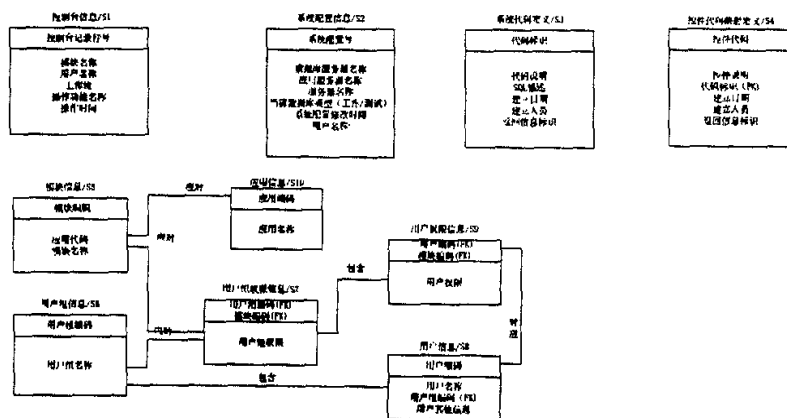 控制台信息/S1
控制台记录行号
模块名称
用户名称
工作站
操作功能名称
操作时间
系统配置信息/S2
系统配置号
数据库服务器名称
应用服务器名称
服务器名称
当前数据库类型（工作/测试）
系统配置修改时间
用户名称
系统代码定义/S3
代码标识
代码说明
SQL描述
建立日期
建立人员
返回信息标识
控件代码映射定义/S4
控件代码
控件说明
代码标识（FK）
建立日期
建立人员
返回信息标识
模块信息/S5
模块编码
应用代码
模块名称
应对
应用信息/S10
应用编码
应用名称
应对
用户权限信息/S9
用户编码(FK)
模块编码(FK)
用户权限
包含
用户组权限信息/S7
用户组编码(FK)
模块编码(FK)
用户组权限
用户组信息/S6
用户组编码
用户组名称
应对
包含
对应
用户信息/S8
用户编码
用户名称
用户组编码（FK）
用户其他信息